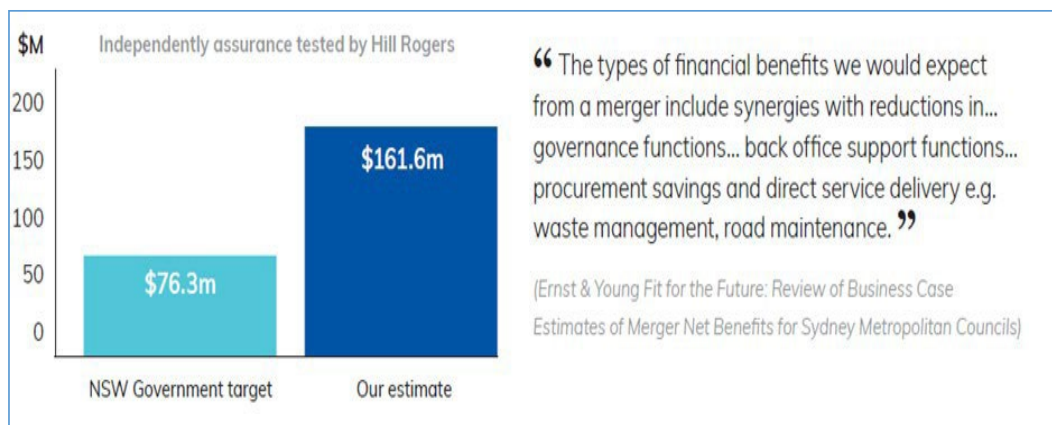 $M
Independently assurance tested by Hill Rogers
200
150
100
50
0
$76.3m
$161.6m
NSW Government target
Our estimate
“ The types of financial benefits we would expect
from a merger include synergies with reductions in...
governance functions... back office support functions...
procurement savings and direct service delivery e.g.
waste management, road maintenance. ”
(Ernst & Young Fit for the Future: Review of Business Case
Estimates of Merger Net Benefits for Sydney Metropolitan Councils)